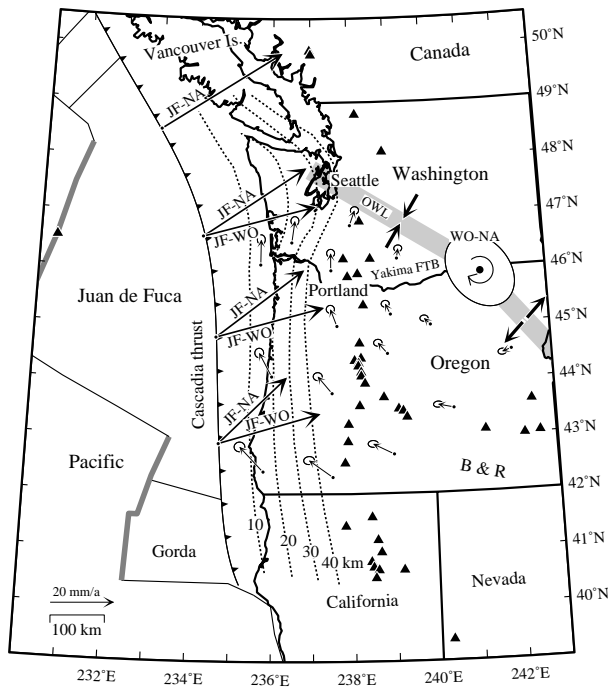 Vancouver Is.
Canada
50°N
49°N
48°N
47°N
46°N
45°N
44°N
43°N
42°N
41°N
40°N
JF-NA
Seattle
Washington
OWL
JF-NA
JF-WO
WO-NA
Yakima FTB
Juan de Fuca
Portland
JF-NA
JF-WO
Oregon
Cascadia thrust
JF-NA
JF-WO
Pacific
B & R
10
20
30
40 km
Gorda
Nevada
California
20 mm/a
100 km
232°E
234°E
236°E
238°E
240°E
242°E